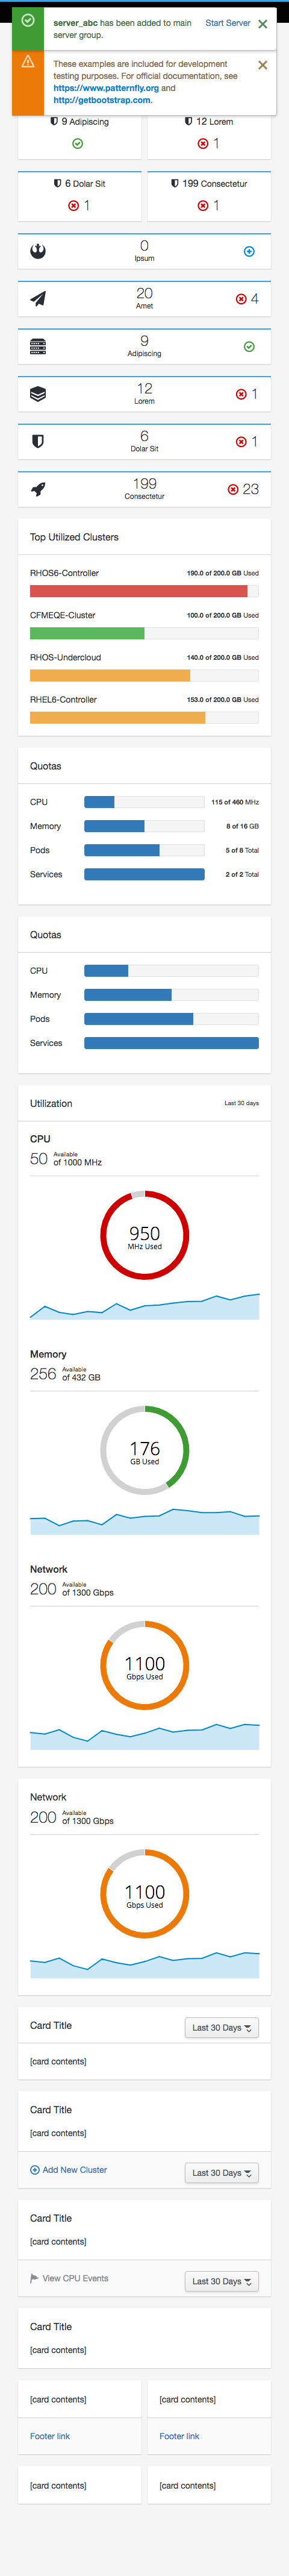 server_abc has been added to main
server group.
Start Server
These examples are included for development
testing purposes. For official documentation, see
https://www.patternfly.org and
http://getbootstrap.com.
9 Adipiscing
12 Lorem
1
6 Dolar Sit
1
199 Consectetur
1
0
Ipsum
20
Amet
4
9
Adipiscing
12
Lorem
1
6
Dolar Sit
1
199
Consectetur
23
Top Utilized Clusters
RHOS6-Controller 190.0 of 200.0 GB Used
CFMEQE-Cluster 100.0 of 200.0 GB Used
RHOS-Undercloud 140.0 of 200.0 GB Used
RHEL6-Controller 153.0 of 200.0 GB Used
Quotas
CPU 115 of 460 MHz
Memory 8 of 16 GB
Pods 5 of 8 Total
Services 2 of 2 Total
Quotas
CPU
Memory
Pods
Services
Utilization Last 30 days
CPU
50 Available
of 1000 MHz
950
MHz Used
Memory
256 Available
of 432 GB
176
GB Used
Network
200 Available
of 1300 Gbps
1100
Gbps Used
Network
200 Available
of 1300 Gbps
1100
Gbps Used
Card Title Last 30 Days
[card contents]
Card Title
[card contents]
Add New Cluster Last 30 Days
Card Title
[card contents]
View CPU Events Last 30 Days
Card Title
[card contents]
[card contents] [card contents]
Footer link Footer link
[card contents] [card contents]